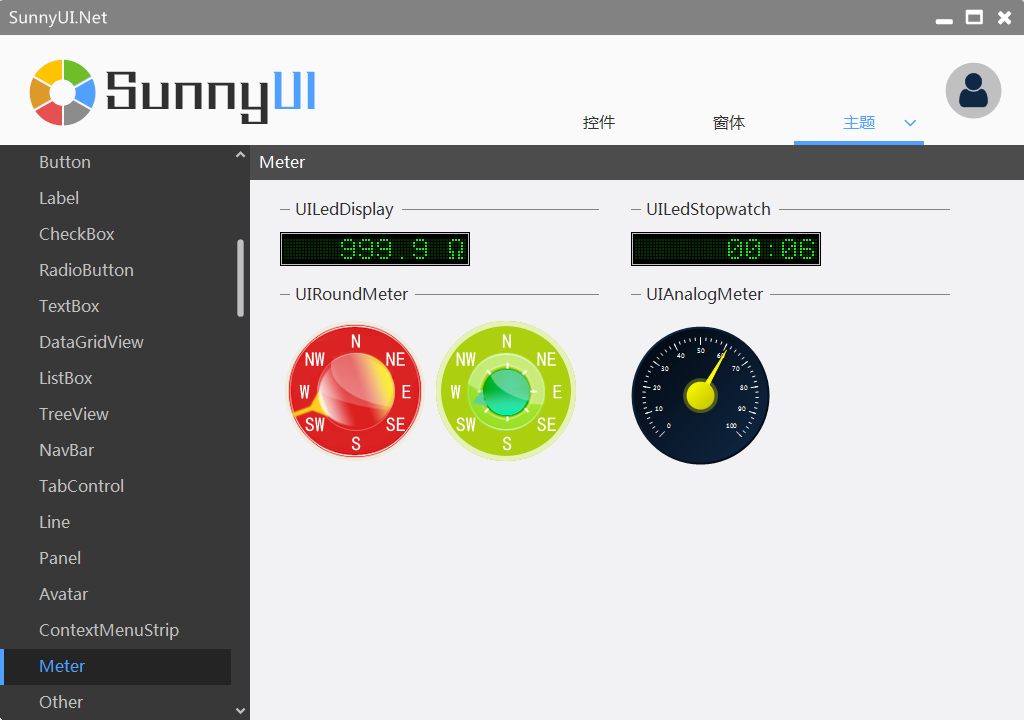 SunnyUI.Net
SunnyUI
控件 窗体 主题
Button
Label
CheckBox
RadioButton
TextBox
DataGridView
ListBox
TreeView
NavBar
TabControl
Line
Panel
Avatar
ContextMenuStrip
Meter
Other
Meter
UILedDisplay
999.9 Ω
UILedStopwatch
00:06
UIRoundMeter
N
NW NE
W E
SW SE
S
N
NW NE
W E
SW SE
S
UIAnalogMeter
0
10
20
30
40
50
60
70
80
90
100